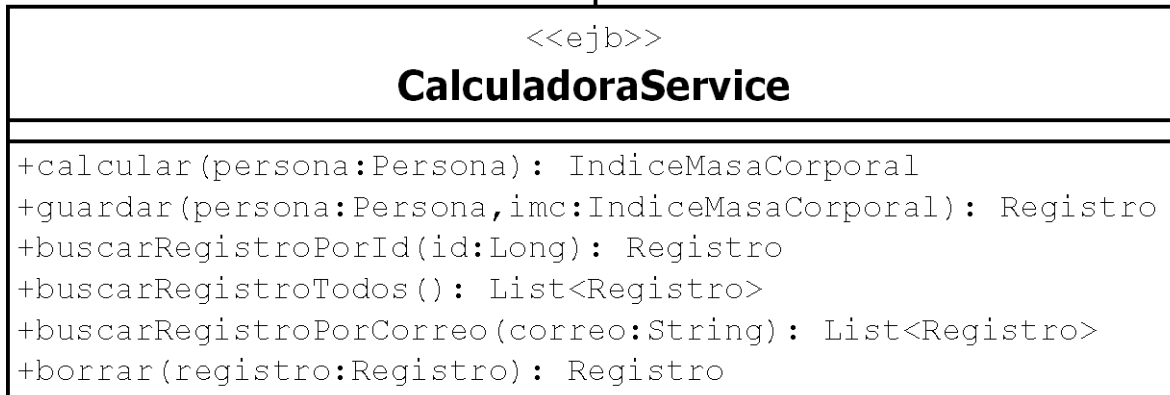 <<ejb>>
CalculadoraService
+calcular(persona:Persona): IndiceMasaCorporal
+guardar(persona:Persona,imc:IndiceMasaCorporal): Registro
+buscarRegistroPorId(id:Long): Registro
+buscarRegistroTodos(): List<Registro>
+buscarRegistroPorCorreo(correo:String): List<Registro>
+borrar(registro:Registro): Registro